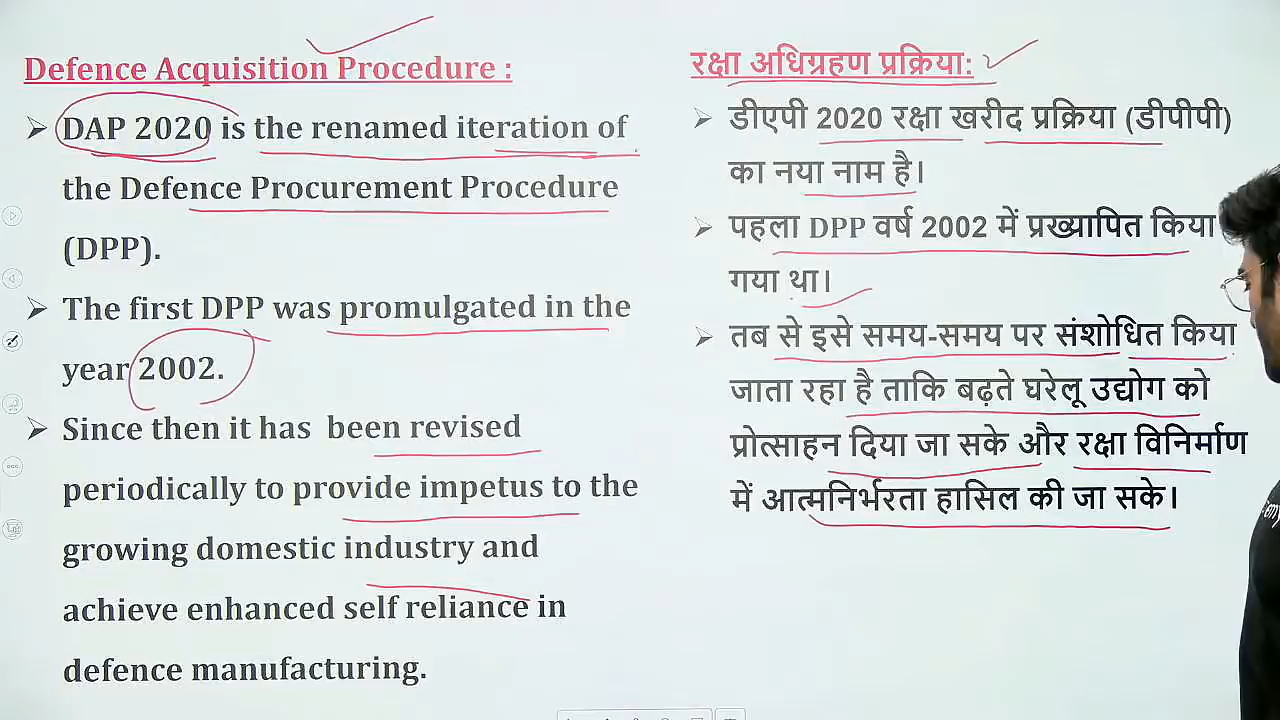 Defence Acquisition Procedure :
➢ DAP 2020 is the renamed iteration of
the Defence Procurement Procedure
(DPP).
➢ The first DPP was promulgated in the
year 2002.
➢ Since then it has been revised
periodically to provide impetus to the
growing domestic industry and
achieve enhanced self reliance in
defence manufacturing.
रक्षा अधिग्रहण प्रक्रिया:
➢ डीएपी 2020 रक्षा खरीद प्रक्रिया (डीपीपी)
का नया नाम है।
➢ पहला DPP वर्ष 2002 में प्रख्यापित किया
गया था।
➢ तब से इसे समय-समय पर संशोधित किया
जाता रहा है ताकि बढ़ते घरेलू उद्योग को
प्रोत्साहन दिया जा सके और रक्षा विनिर्माण
में आत्मनिर्भरता हासिल की जा सके।